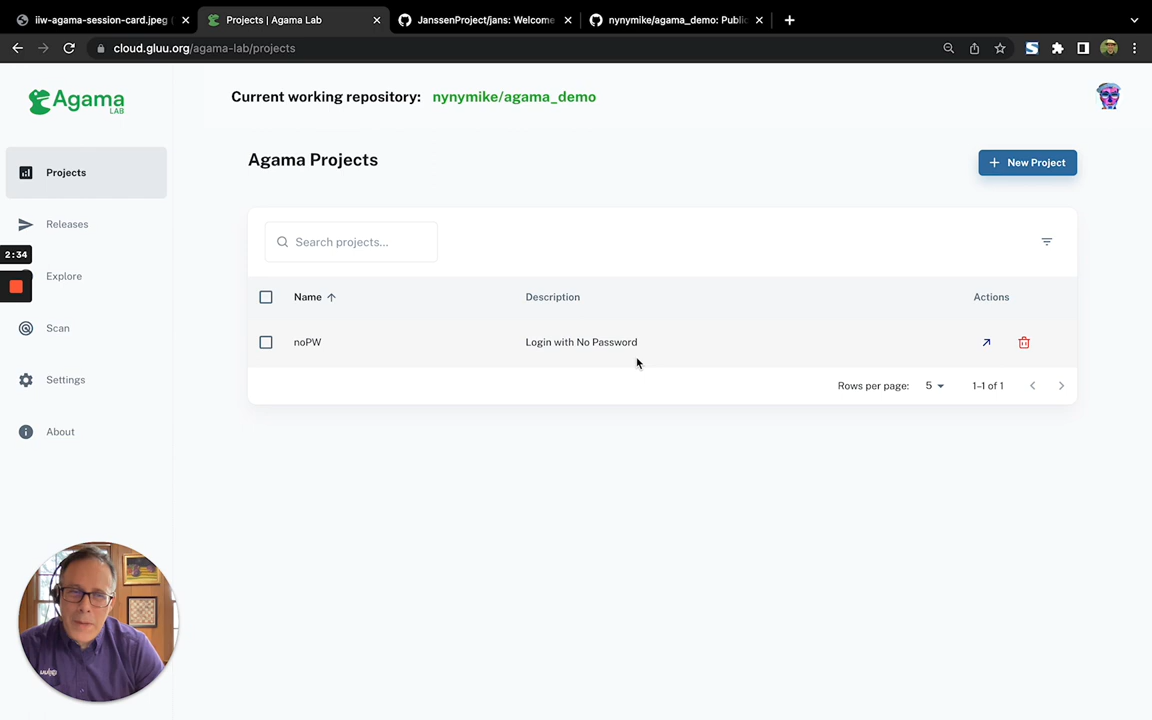 iiw-agama-session-card.jpeg (
Projects | Agama Lab
JanssenProject/jans: Welcome
nynymike/agama_demo: Public
cloud.gluu.org/agama-lab/projects
Agama
LAB
Current working repository: nynymike/agama_demo
Projects
Releases
2:34
Explore
Scan
Settings
About
Agama Projects
New Project
Search projects...
Name
Description
Actions
noPW
Login with No Password
Rows per page: 5
1–1 of 1